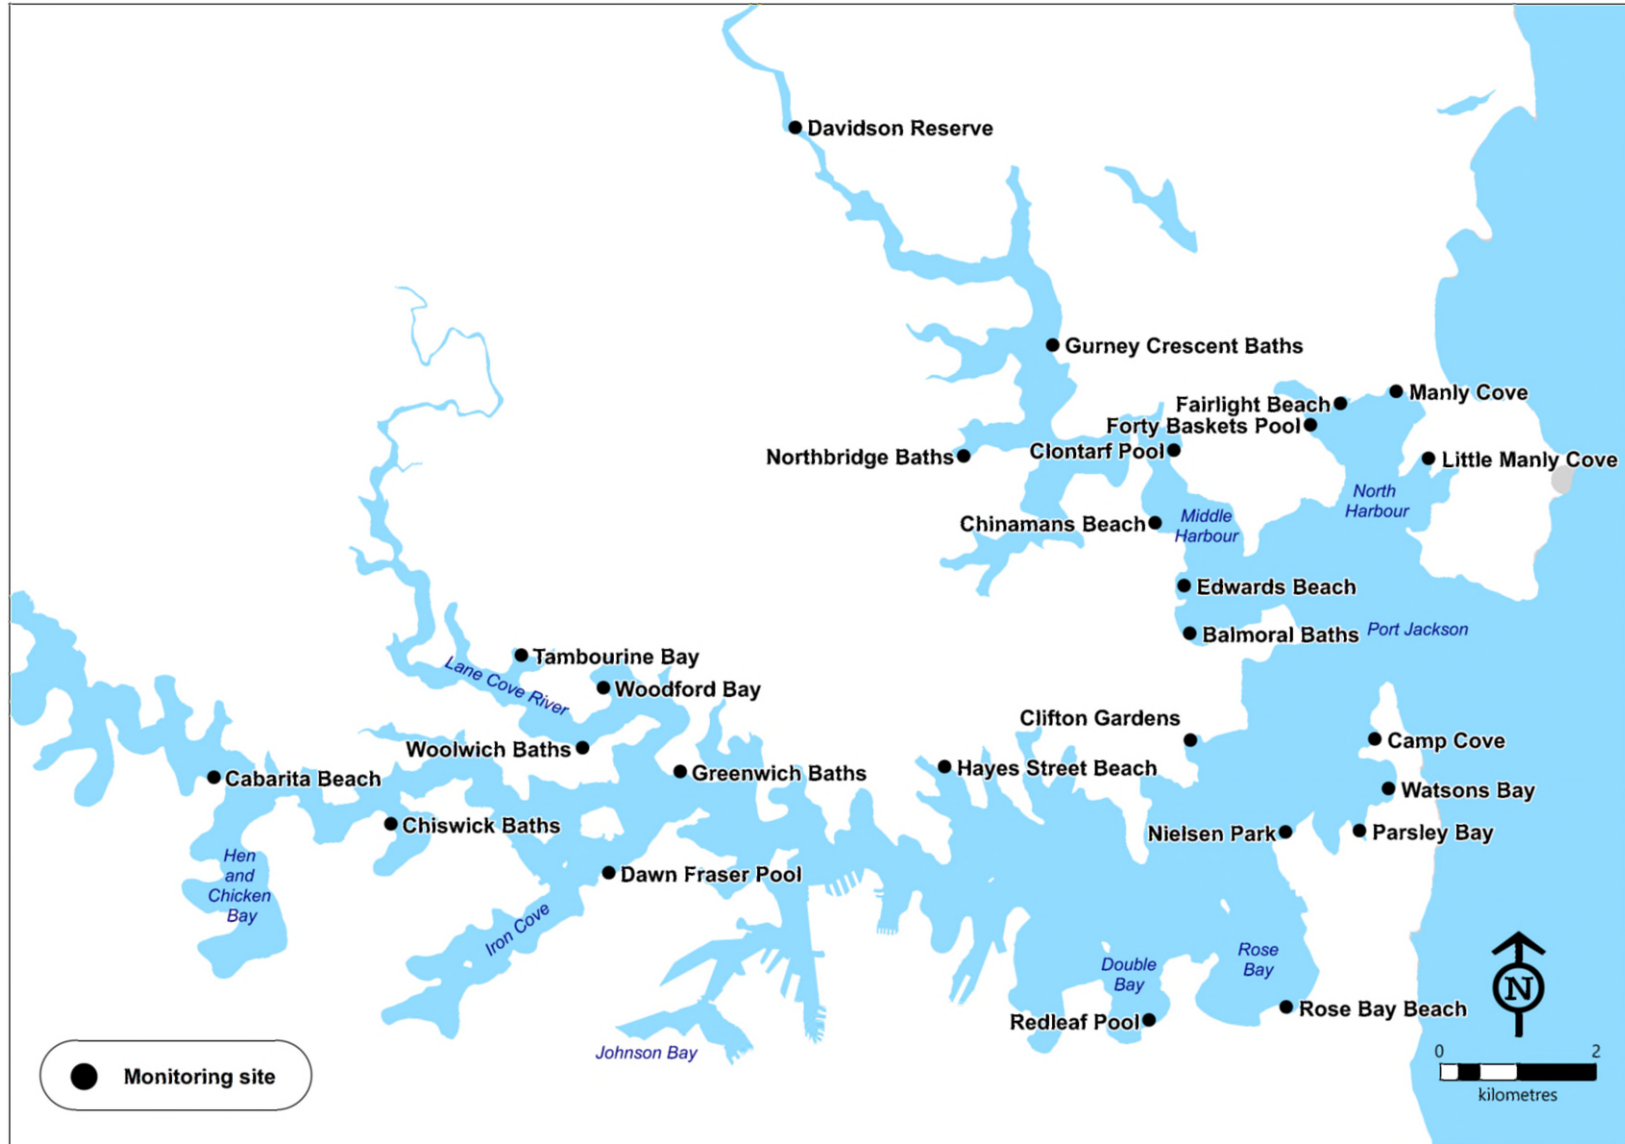 Davidson Reserve
Gurney Crescent Baths
Manly Cove
Fairlight Beach
Forty Baskets Pool
Clontarf Pool
Northbridge Baths
Little Manly Cove
North
Harbour
Chinamans Beach
Middle
Harbour
Edwards Beach
Balmoral Baths
Port Jackson
Tambourine Bay
Lane Cove River
Woodford Bay
Clifton Gardens
Woolwich Baths
Camp Cove
Greenwich Baths
Hayes Street Beach
Cabarita Beach
Watsons Bay
Chiswick Baths
Nielsen Park
Parsley Bay
Hen
and
Chicken
Bay
Dawn Fraser Pool
Iron Cove
Double
Bay
Rose
Bay
N
Rose Bay Beach
Redleaf Pool
Johnson Bay
0 2
kilometres
Monitoring site